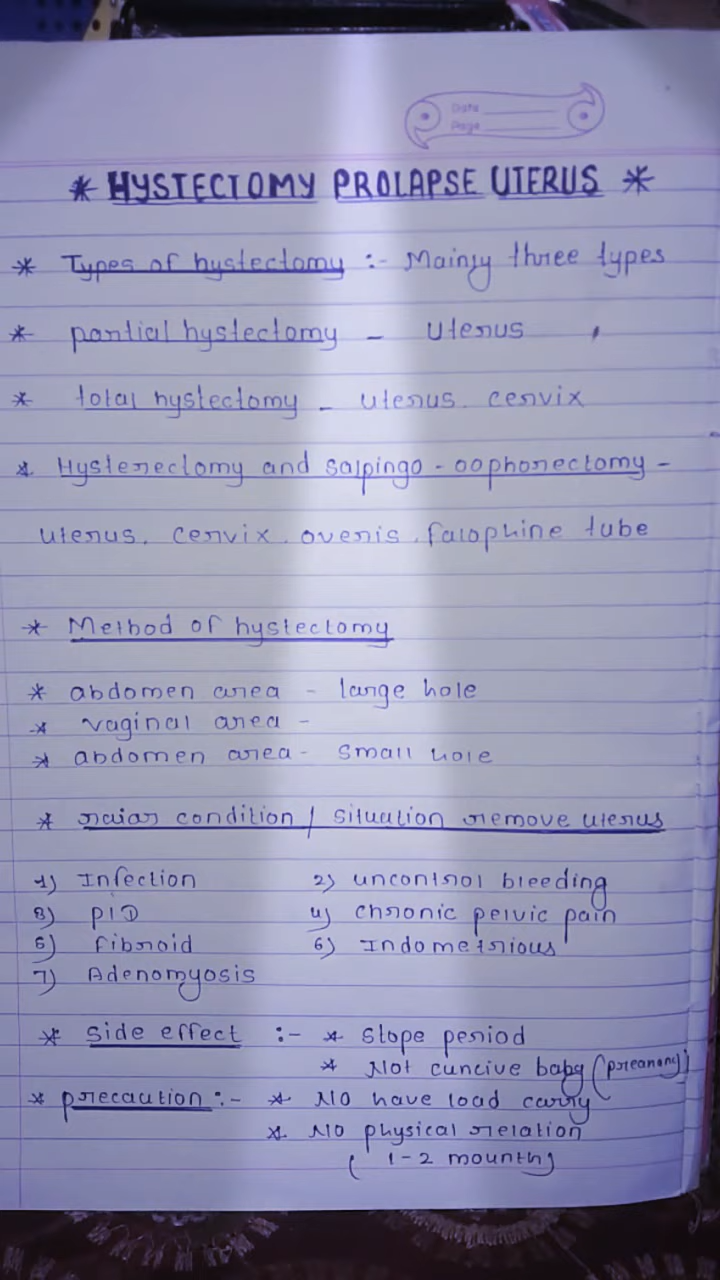 Date
Page
* HYSTECTOMY PROLAPSE UTERUS *
* Types of hystectomy :- Mainly three types
* partial hystectomy - uterus
* total hystectomy - uterus. cervix
* Hysterectomy and salpingo - oophorectomy -
uterus. cervix. overis. falophine tube
* Method of hystectomy
* abdomen area - large hole
* vaginal area -
* abdomen area - small hole
* condition / situation remove uterus
1) Infection 2) uncontrol bleeding
3) PID 4) chronic pelvic pain
5) fibroid 6) Indometrious
7) Adenomyosis
* side effect :- * slope period
* Not cuncive baby (preanancy)
* precaution :- * No have load carry
* No physical relation
( 1-2 mounth)